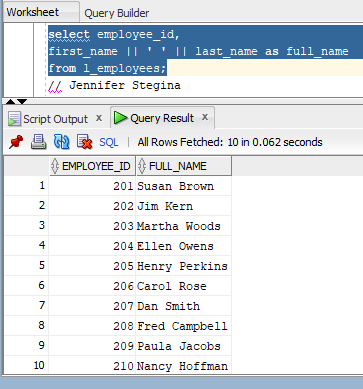 Worksheet Query Builder
select employee_id,
first_name || ' ' || last_name as full_name
from l_employees;
// Jennifer Stegina
Script Output x Query Result x
SQL | All Rows Fetched: 10 in 0.062 seconds
EMPLOYEE_ID FULL_NAME
1 201 Susan Brown
2 202 Jim Kern
3 203 Martha Woods
4 204 Ellen Owens
5 205 Henry Perkins
6 206 Carol Rose
7 207 Dan Smith
8 208 Fred Campbell
9 209 Paula Jacobs
10 210 Nancy Hoffman